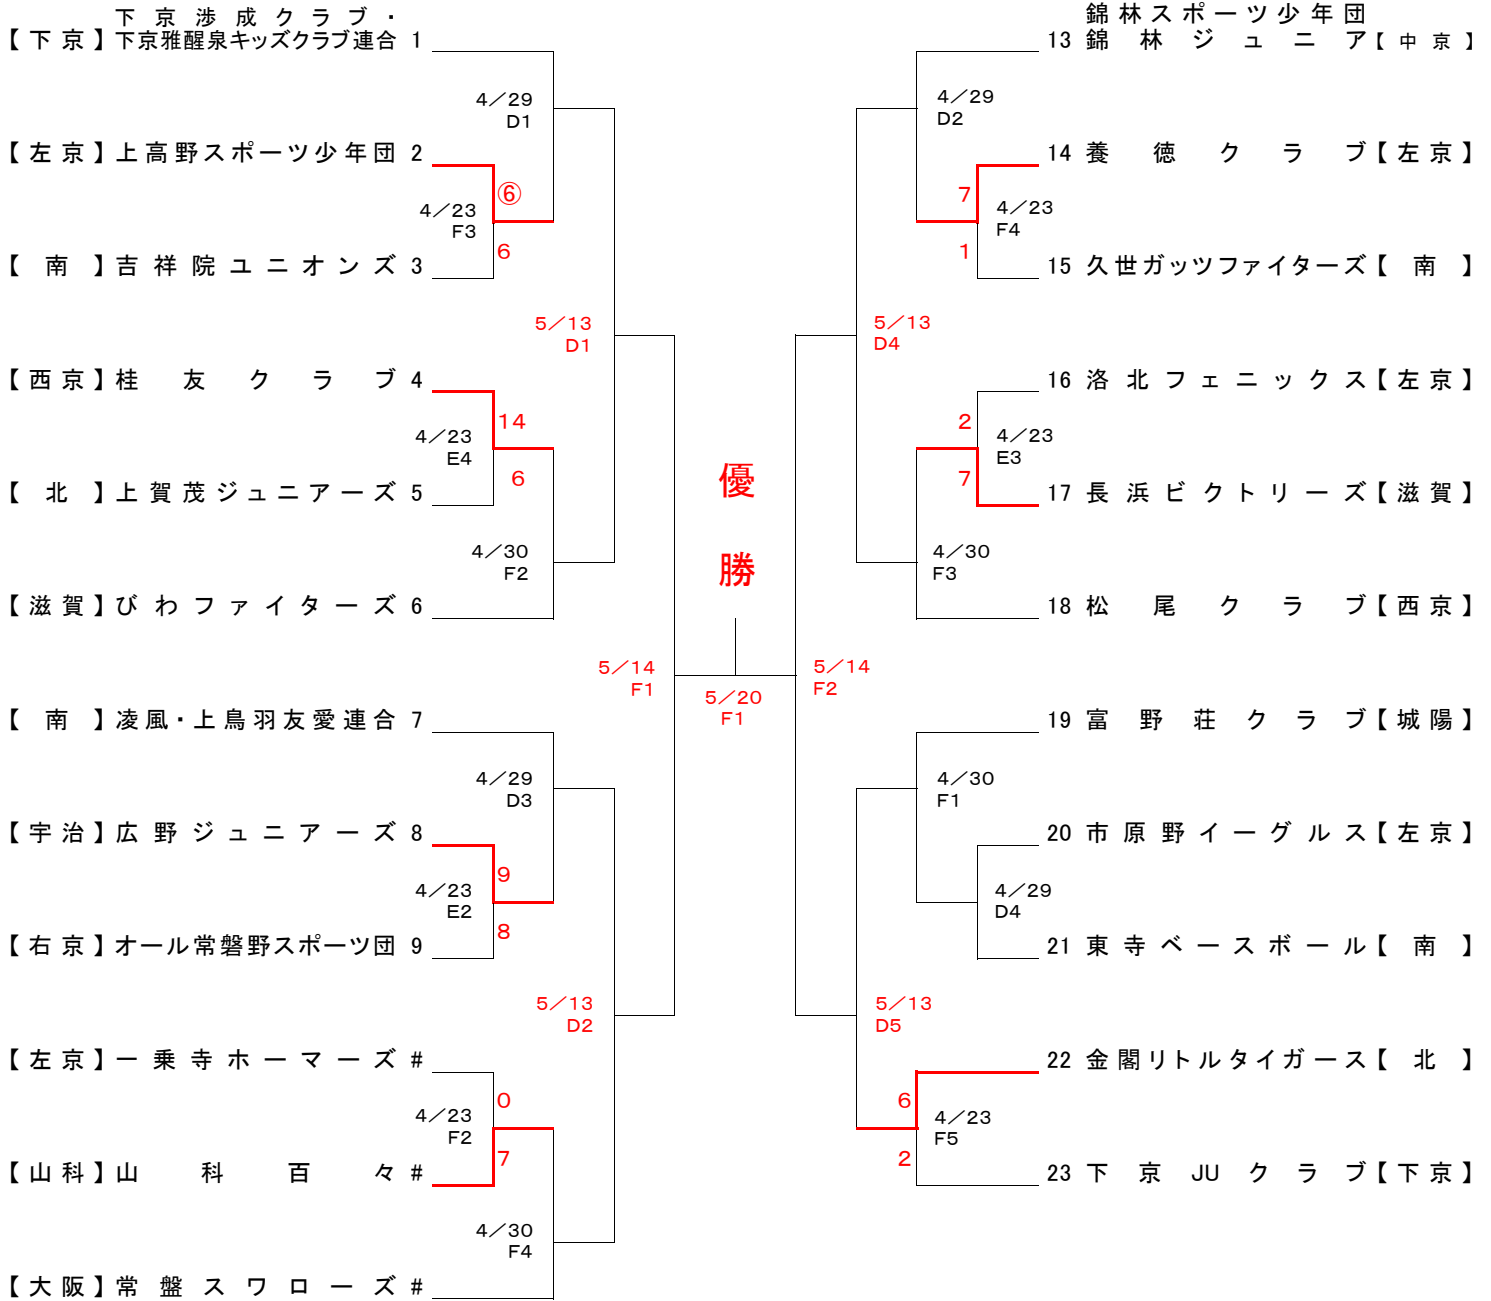 下京渉成クラブ・
【下京】下京雅醒泉キッズクラブ連合 1
4／29
D1
【左京】上高野スポーツ少年団 2
⑥
4／23
F3
6
【南】吉祥院ユニオンズ 3
5／13
D1
【西京】桂友クラブ 4
14
4／23
E4
6
【北】上賀茂ジュニアーズ 5
4／30
F2
【滋賀】びわファイターズ 6
5／14
F1
【南】凌風・上鳥羽友愛連合 7
4／29
D3
【宇治】広野ジュニアーズ 8
9
4／23
E2
8
【右京】オール常磐野スポーツ団 9
5／13
D2
【左京】一乗寺ホーマーズ #
0
4／23
F2
7
【山科】山科百々 #
4／30
F4
【大阪】常盤スワローズ #
優
勝
5／20
F1
錦林スポーツ少年団
13 錦林ジュニア【中京】
4／29
D2
14 養徳クラブ【左京】
7
4／23
F4
1
15 久世ガッツファイターズ【南】
5／13
D4
16 洛北フェニックス【左京】
2
4／23
E3
7
17 長浜ビクトリーズ【滋賀】
4／30
F3
18 松尾クラブ【西京】
5／14
F2
19 富野荘クラブ【城陽】
4／30
F1
20 市原野イーグルス【左京】
4／29
D4
21 東寺ベースボール【南】
5／13
D5
22 金閣リトルタイガース【北】
6
4／23
F5
2
23 下京JUクラブ【下京】